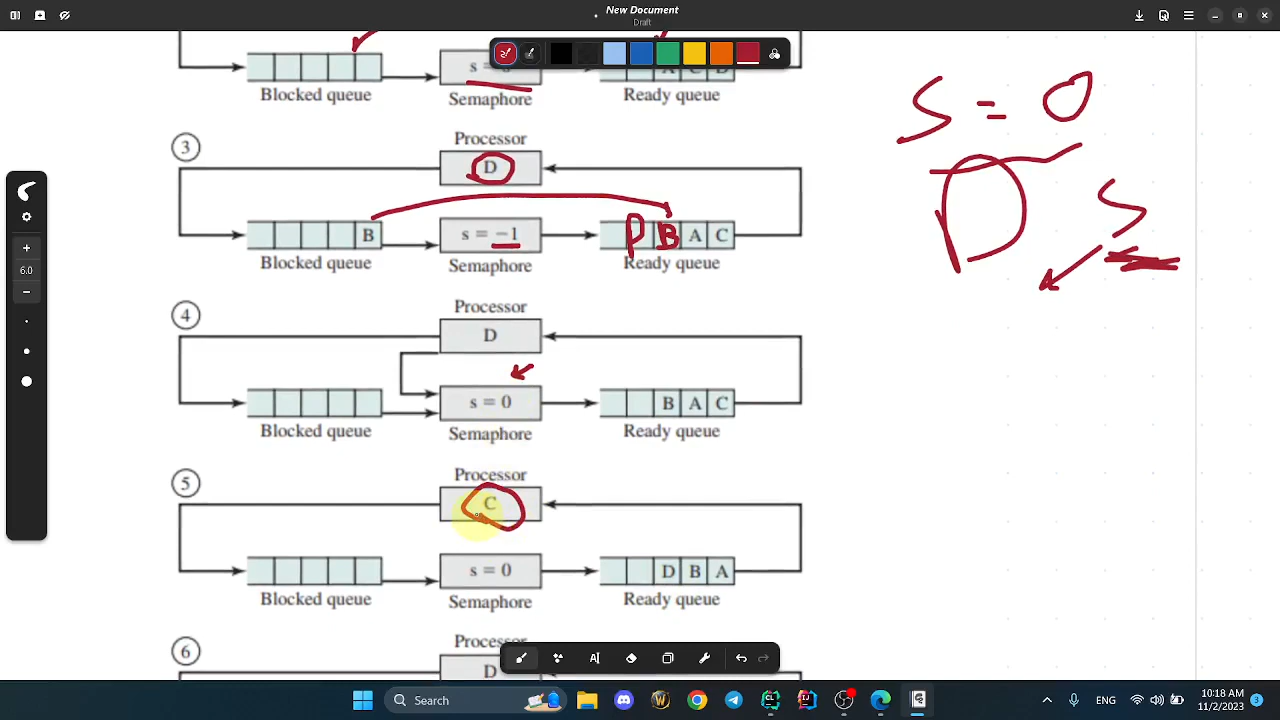 New Document
Draft
s =
Blocked queue
Semaphore
Ready queue
s = 0
D
S
3
Processor
D
B
s = −1
P B A C
Blocked queue
Semaphore
Ready queue
4
Processor
D
s = 0
B A C
Blocked queue
Semaphore
Ready queue
5
Processor
C
s = 0
D B A
Blocked queue
Semaphore
Ready queue
6
Processor
D
+
6.0
−
A
Search
ENG
10:18 AM
11/2/2023
3